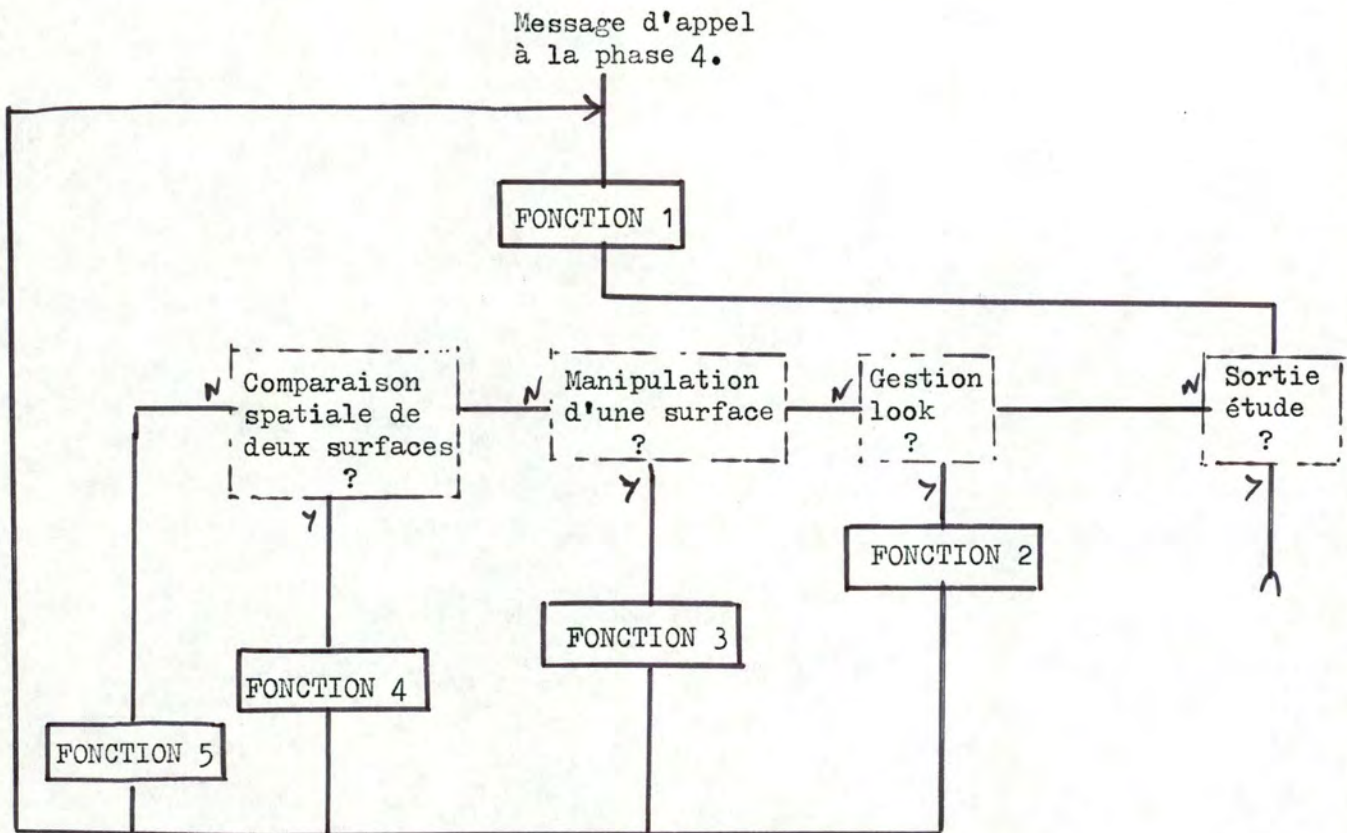 Message d'appel
à la phase 4.
FONCTION 1
N
Comparaison
spatiale de
deux surfaces
?
Y
N
Manipulation
d'une surface
?
Y
N
Gestion
look
?
Y
N
Sortie
étude
?
Y
FONCTION 2
FONCTION 3
FONCTION 4
FONCTION 5